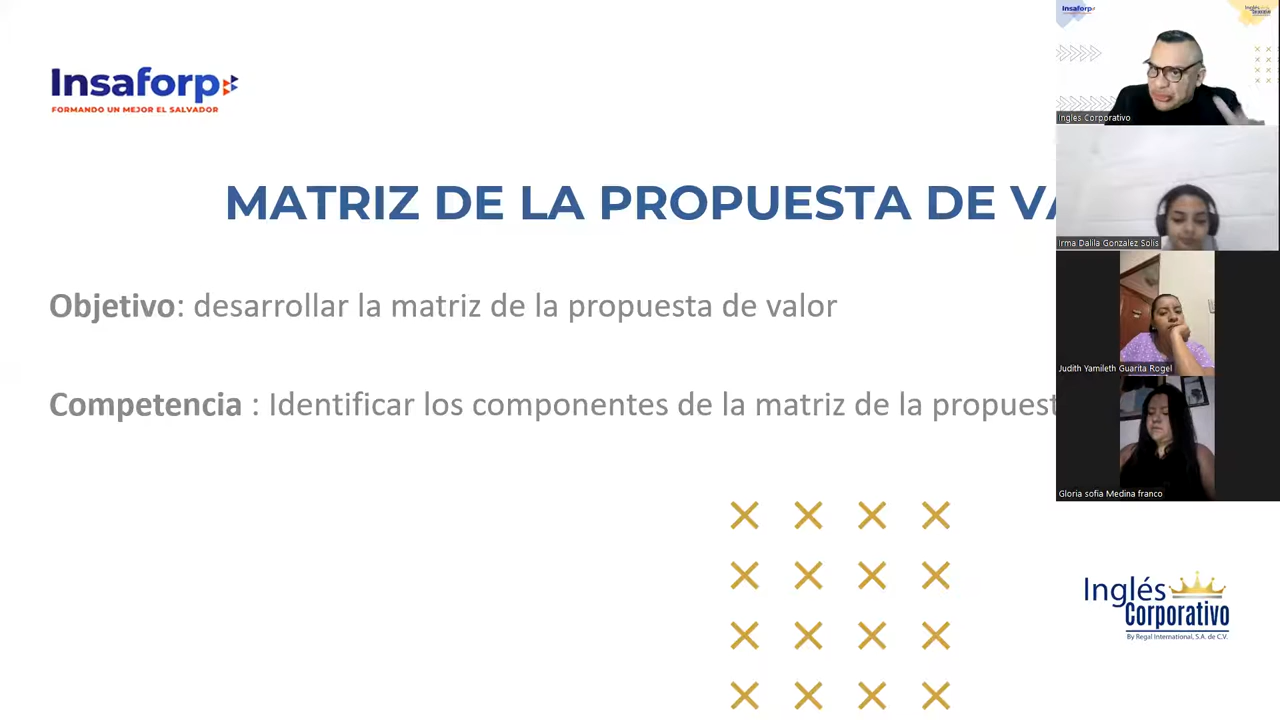 Insaforp
FORMANDO UN MEJOR EL SALVADOR
MATRIZ DE LA PROPUESTA DE
Objetivo: desarrollar la matriz de la propuesta de valor
Competencia : Identificar los componentes de la matriz de la
Inglés
Corporativo
By Regal International, S.A. de C.V.
Insaforp
Ingles Corporativo
Irma Dalila Gonzalez Solis
Judith Yamileth Guarita Rogel
Gloria sofia Medina franco